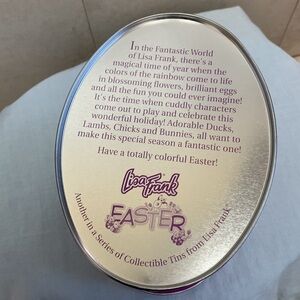 In the Fantastic World
of Lisa Frank, there's a
magical time of year when the
colors of the rainbow come to life
in blossoming flowers, brilliant eggs
and all the fun you could ever imagine!
It's the time when cuddly characters
come out to play and celebrate this
wonderful holiday! Adorable Ducks,
Lambs, Chicks and Bunnies, all want to
make this special season a fantastic one!
Have a totally colorful Easter!
Lisa Frank
EASTER
Another in a Series of Collectible Tins from Lisa Frank